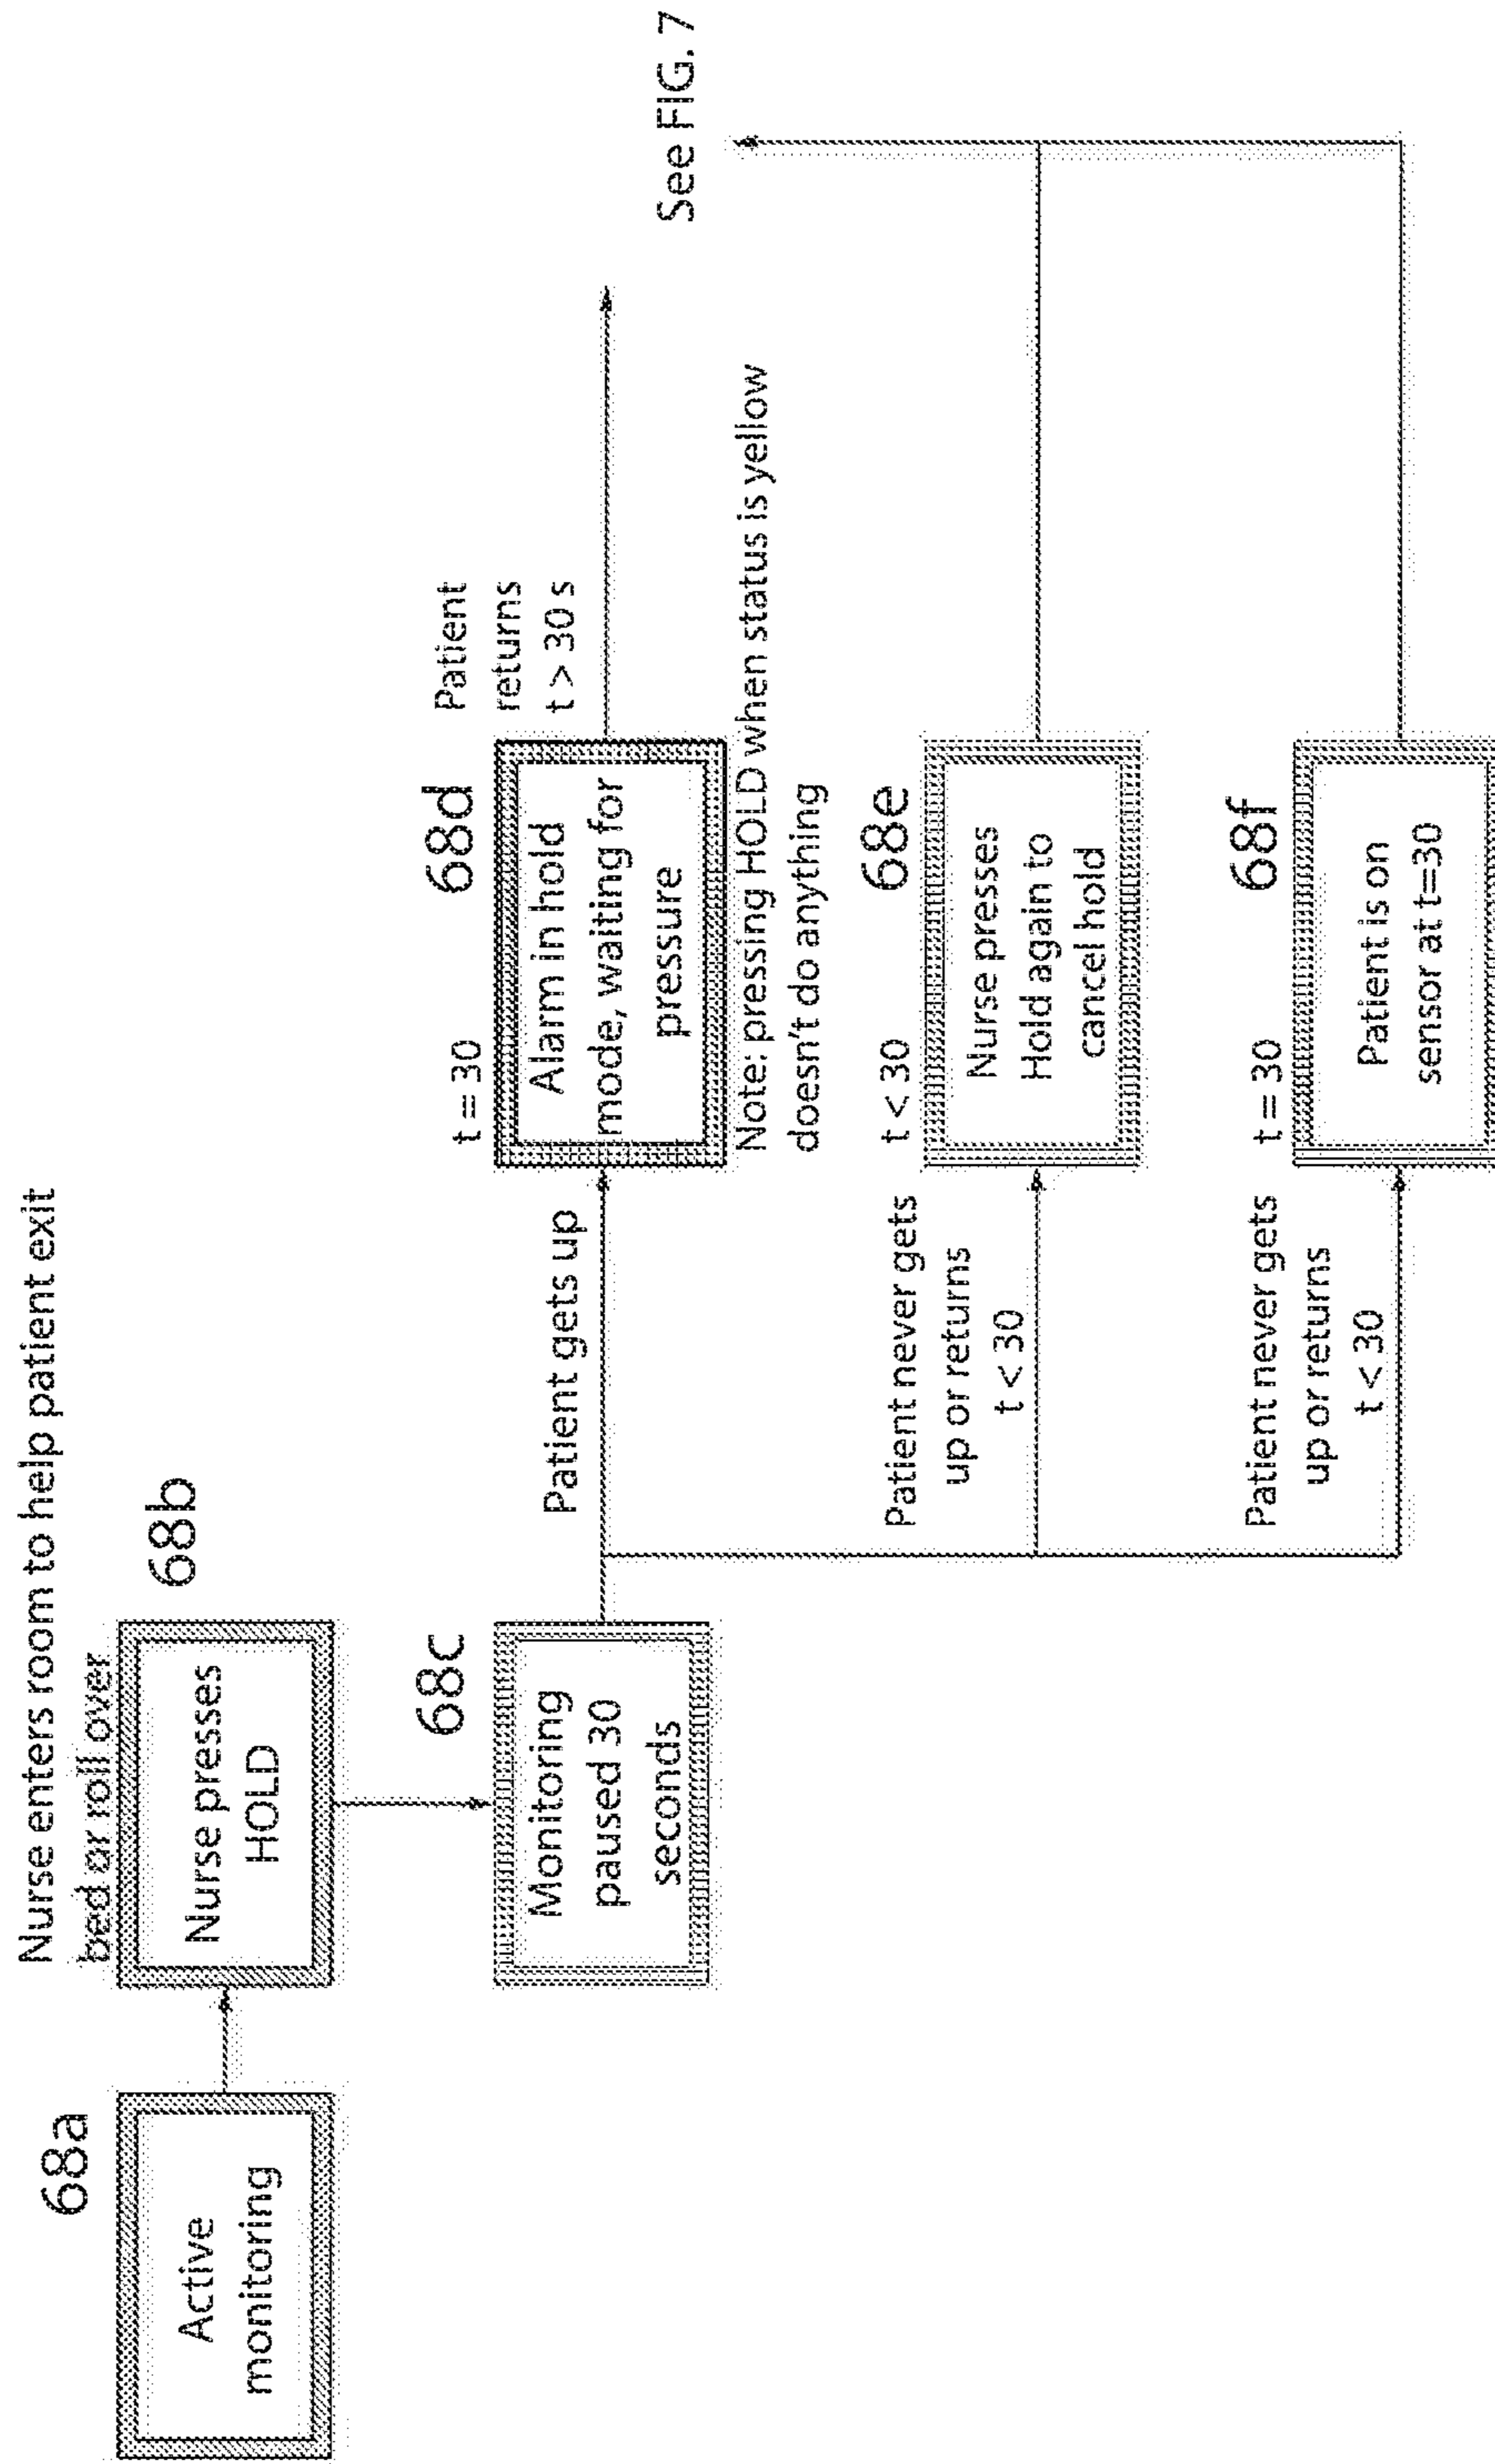 Nurse enters room to help patient exit
bed or roll over
68a
Active
monitoring
68b
Nurse presses
HOLD
68c
Monitoring
paused 30
seconds
Patient gets up
t = 30
68d
Alarm in hold
mode, waiting for
pressure
Patient
returns
t > 30 s
Note: pressing HOLD when status is yellow
doesn't do anything
See FIG. 7
Patient never gets
up or returns
t < 30
t < 30
68e
Nurse presses
Hold again to
cancel hold
Patient never gets
up or returns
t < 30
t = 30
68f
Patient is on
sensor at t=30